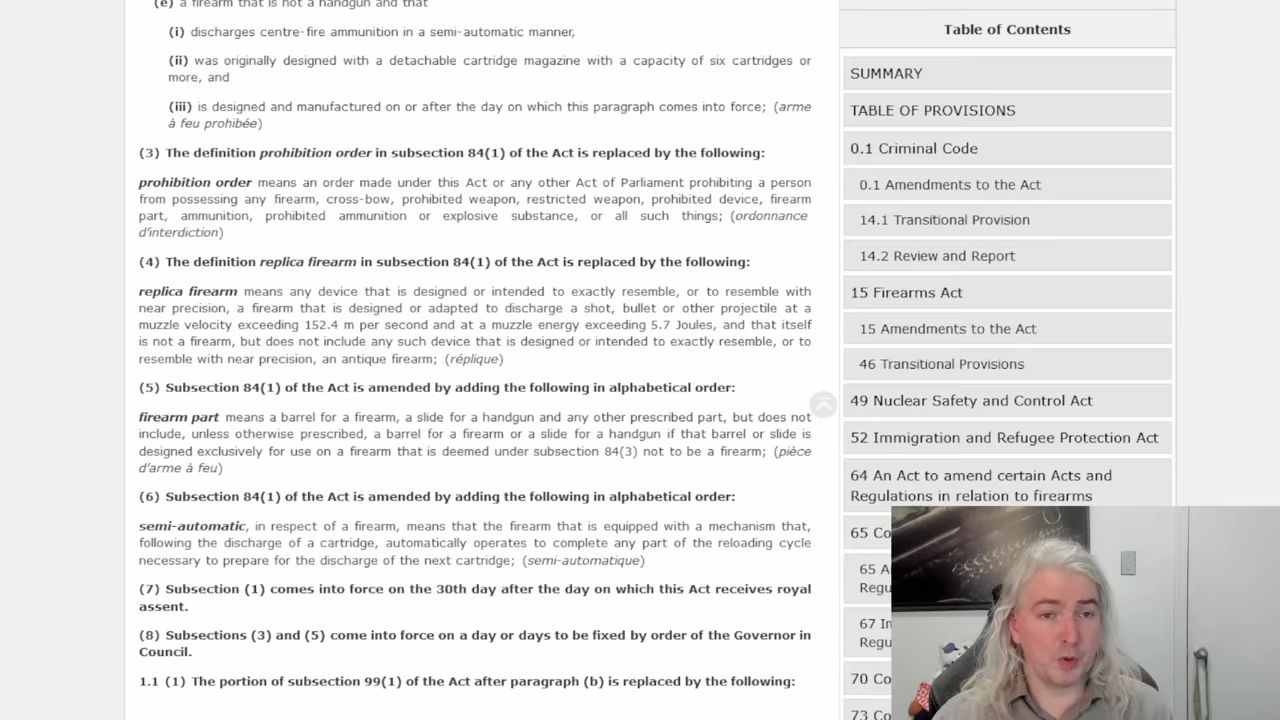 (e) a firearm that is not a handgun and that
(i) discharges centre-fire ammunition in a semi-automatic manner,
(ii) was originally designed with a detachable cartridge magazine with a capacity of six cartridges or
more, and
(iii) is designed and manufactured on or after the day on which this paragraph comes into force; (arme
à feu prohibée)
(3) The definition prohibition order in subsection 84(1) of the Act is replaced by the following:
prohibition order means an order made under this Act or any other Act of Parliament prohibiting a person
from possessing any firearm, cross-bow, prohibited weapon, restricted weapon, prohibited device, firearm
part, ammunition, prohibited ammunition or explosive substance, or all such things; (ordonnance
d’interdiction)
(4) The definition replica firearm in subsection 84(1) of the Act is replaced by the following:
replica firearm means any device that is designed or intended to exactly resemble, or to resemble with
near precision, a firearm that is designed or adapted to discharge a shot, bullet or other projectile at a
muzzle velocity exceeding 152.4 m per second and at a muzzle energy exceeding 5.7 Joules, and that itself
is not a firearm, but does not include any such device that is designed or intended to exactly resemble, or to
resemble with near precision, an antique firearm; (réplique)
(5) Subsection 84(1) of the Act is amended by adding the following in alphabetical order:
firearm part means a barrel for a firearm, a slide for a handgun and any other prescribed part, but does not
include, unless otherwise prescribed, a barrel for a firearm or a slide for a handgun if that barrel or slide is
designed exclusively for use on a firearm that is deemed under subsection 84(3) not to be a firearm; (pièce
d’arme à feu)
(6) Subsection 84(1) of the Act is amended by adding the following in alphabetical order:
semi-automatic, in respect of a firearm, means that the firearm that is equipped with a mechanism that,
following the discharge of a cartridge, automatically operates to complete any part of the reloading cycle
necessary to prepare for the discharge of the next cartridge; (semi-automatique)
(7) Subsection (1) comes into force on the 30th day after the day on which this Act receives royal
assent.
(8) Subsections (3) and (5) come into force on a day or days to be fixed by order of the Governor in
Council.
1.1 (1) The portion of subsection 99(1) of the Act after paragraph (b) is replaced by the following:
Table of Contents
SUMMARY
TABLE OF PROVISIONS
0.1 Criminal Code
0.1 Amendments to the Act
14.1 Transitional Provision
14.2 Review and Report
15 Firearms Act
15 Amendments to the Act
46 Transitional Provisions
49 Nuclear Safety and Control Act
52 Immigration and Refugee Protection Act
64 An Act to amend certain Acts and
Regulations in relation to firearms
65 Co
65 A
Regu
67 In
Regu
70 Co
73 Co